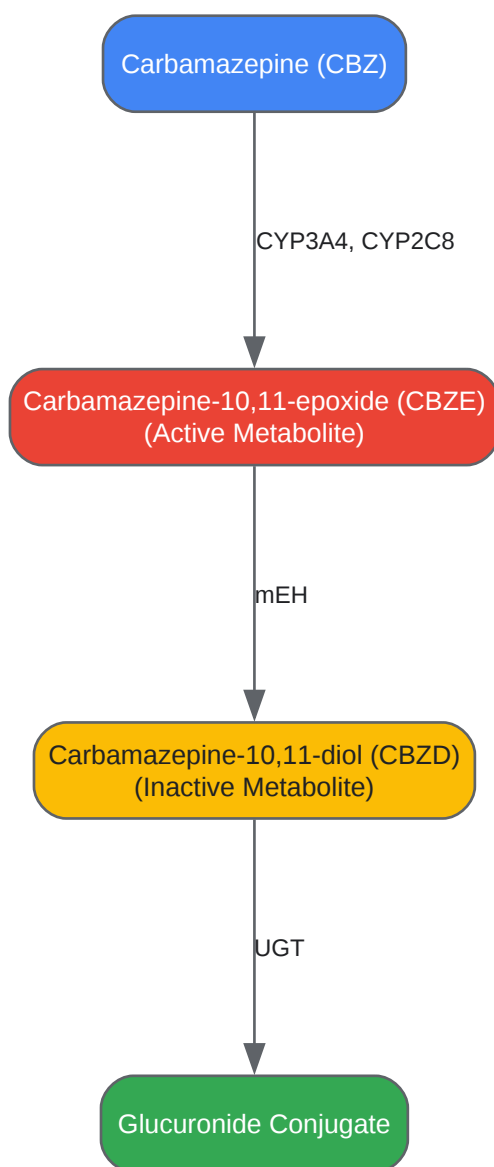 Carbamazepine (CBZ)
CYP3A4, CYP2C8
Carbamazepine-10,11-epoxide (CBZE)
(Active Metabolite)
mEH
Carbamazepine-10,11-diol (CBZD)
(Inactive Metabolite)
UGT
Glucuronide Conjugate